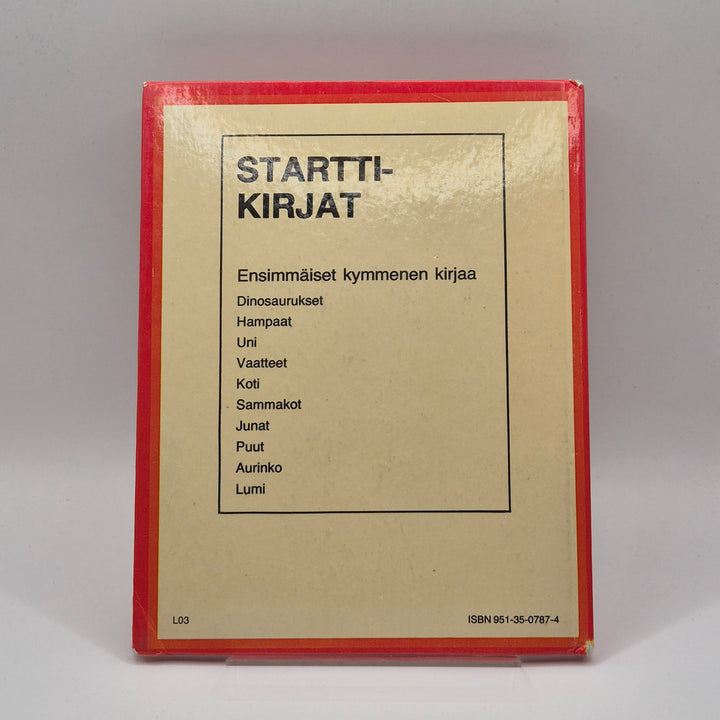 STARTTI-
KIRJAT
Ensimmäiset kymmenen kirjaa
Dinosaurukset
Hampaat
Uni
Vaatteet
Koti
Sammakot
Junat
Puut
Aurinko
Lumi
L03 ISBN 951-35-0787-4